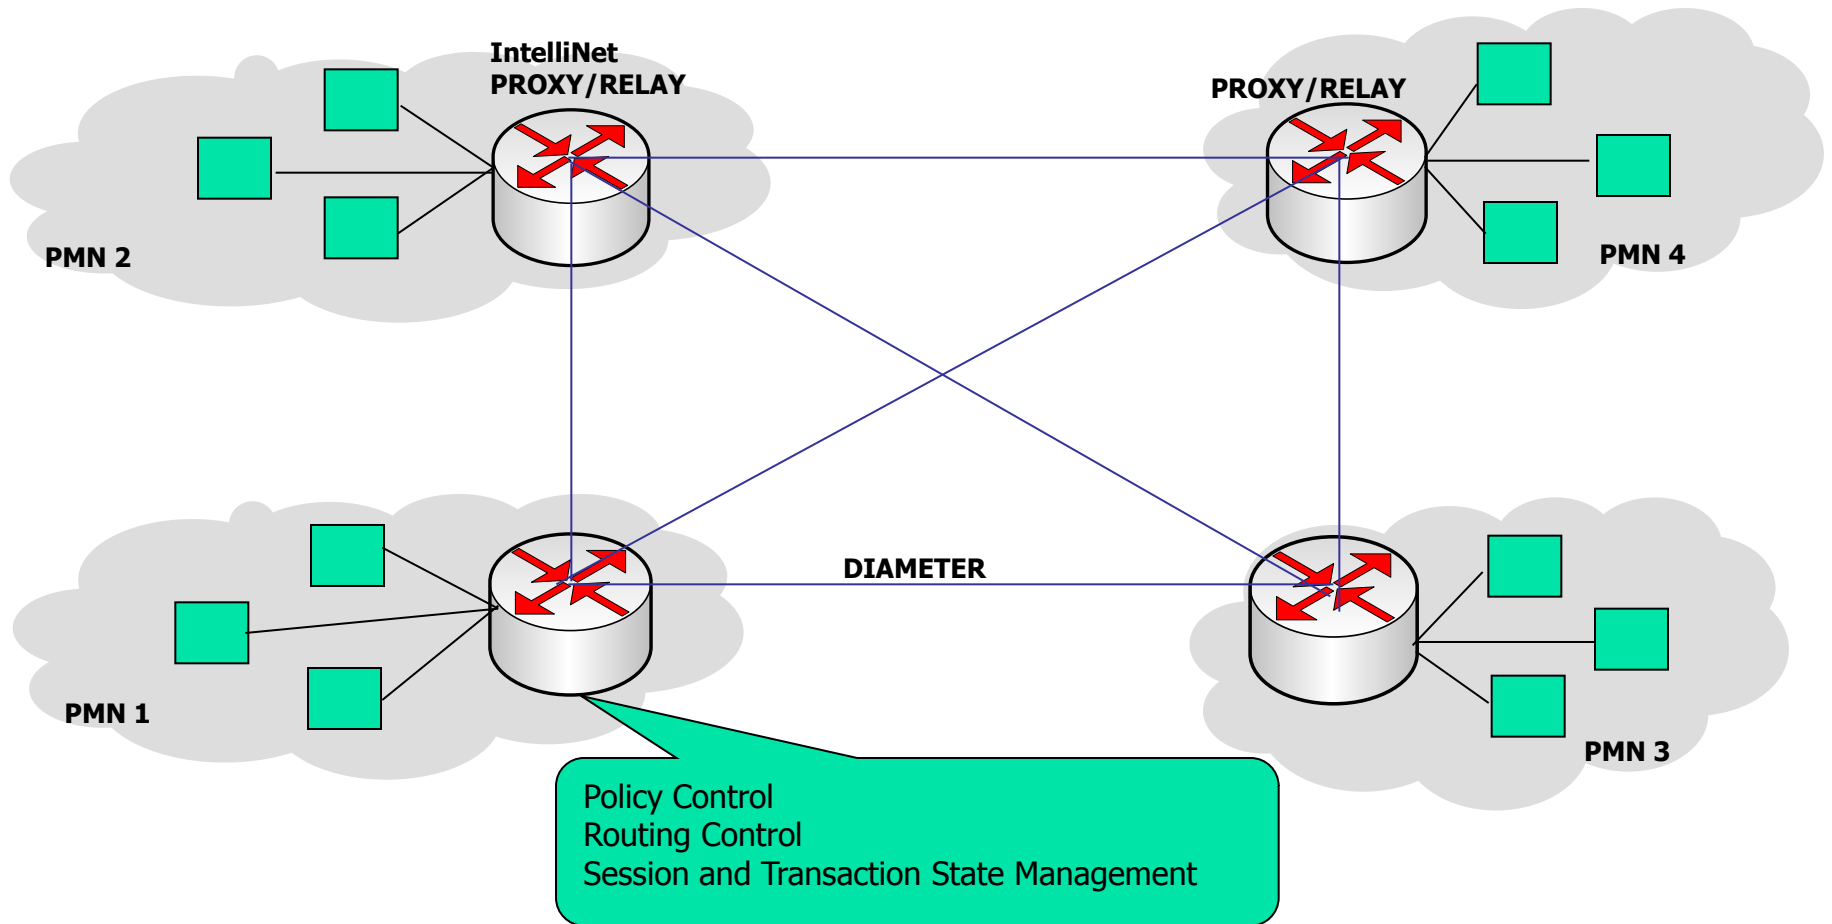 IntelliNet
PROXY/RELAY
PROXY/RELAY
PMN 2
PMN 4
DIAMETER
PMN 1
PMN 3
Policy Control
Routing Control
Session and Transaction State Management